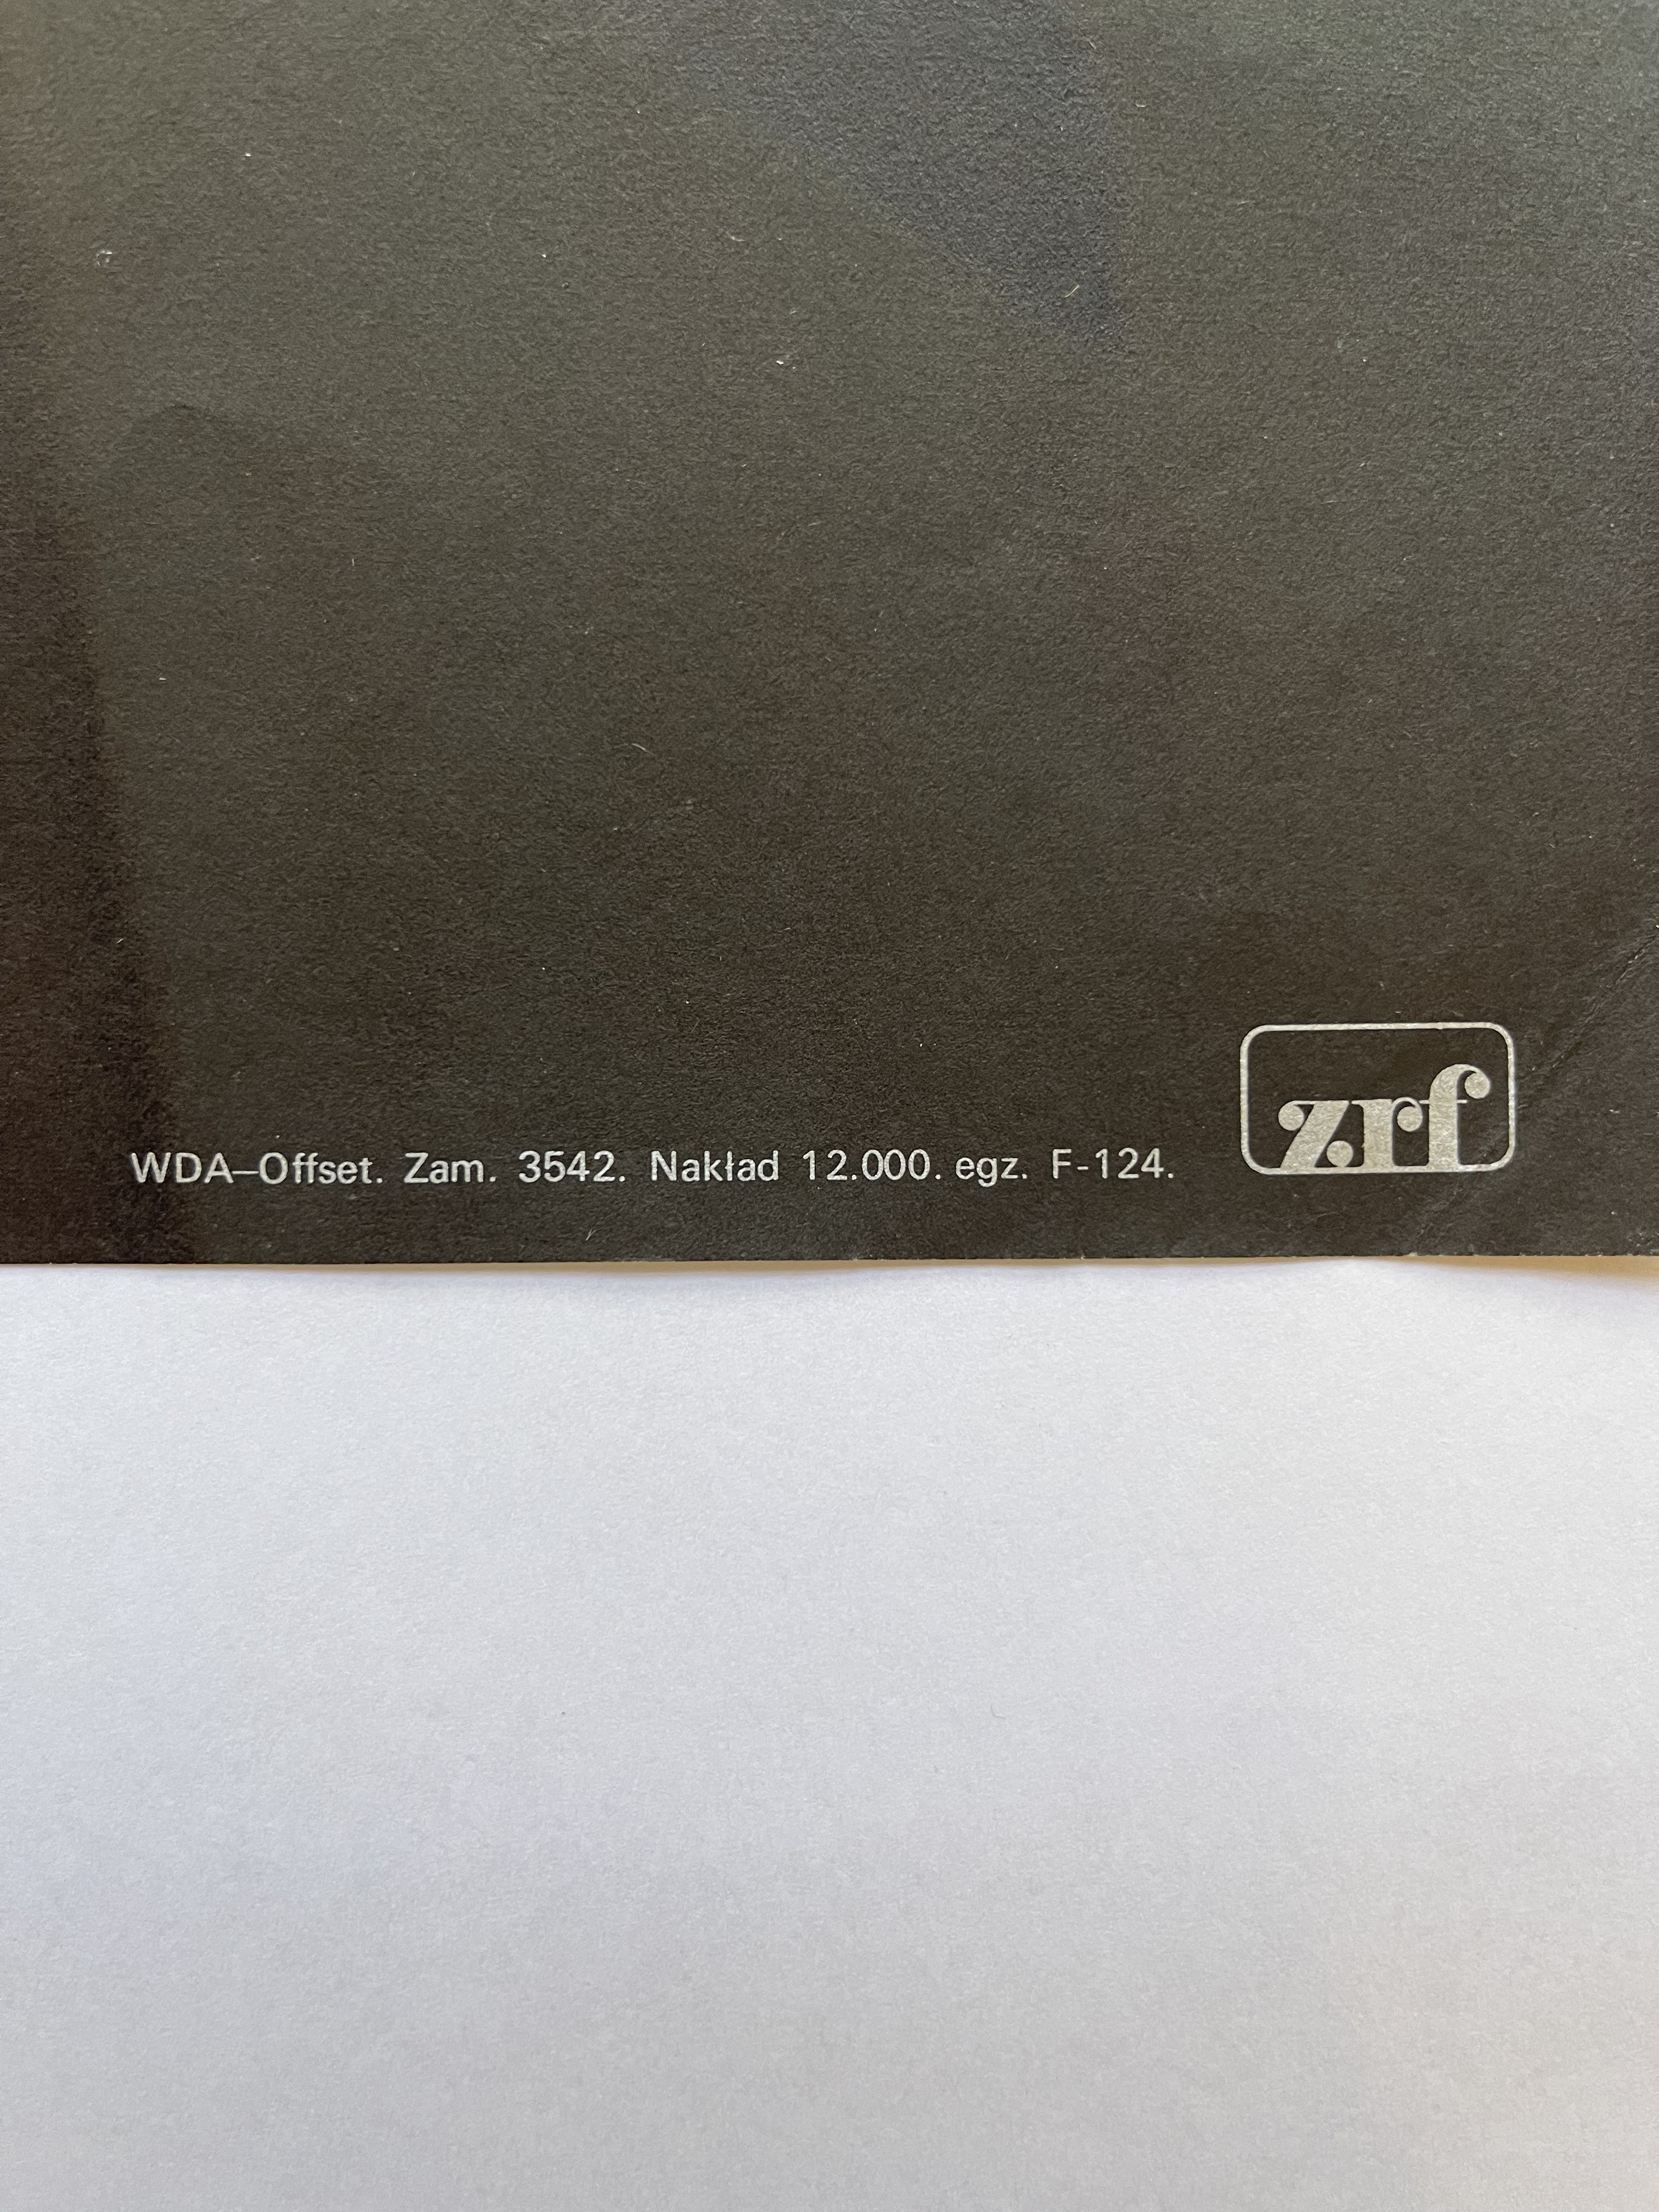 WDA–Offset. Zam. 3542. Nakład 12.000. egz. F-124.
zrf